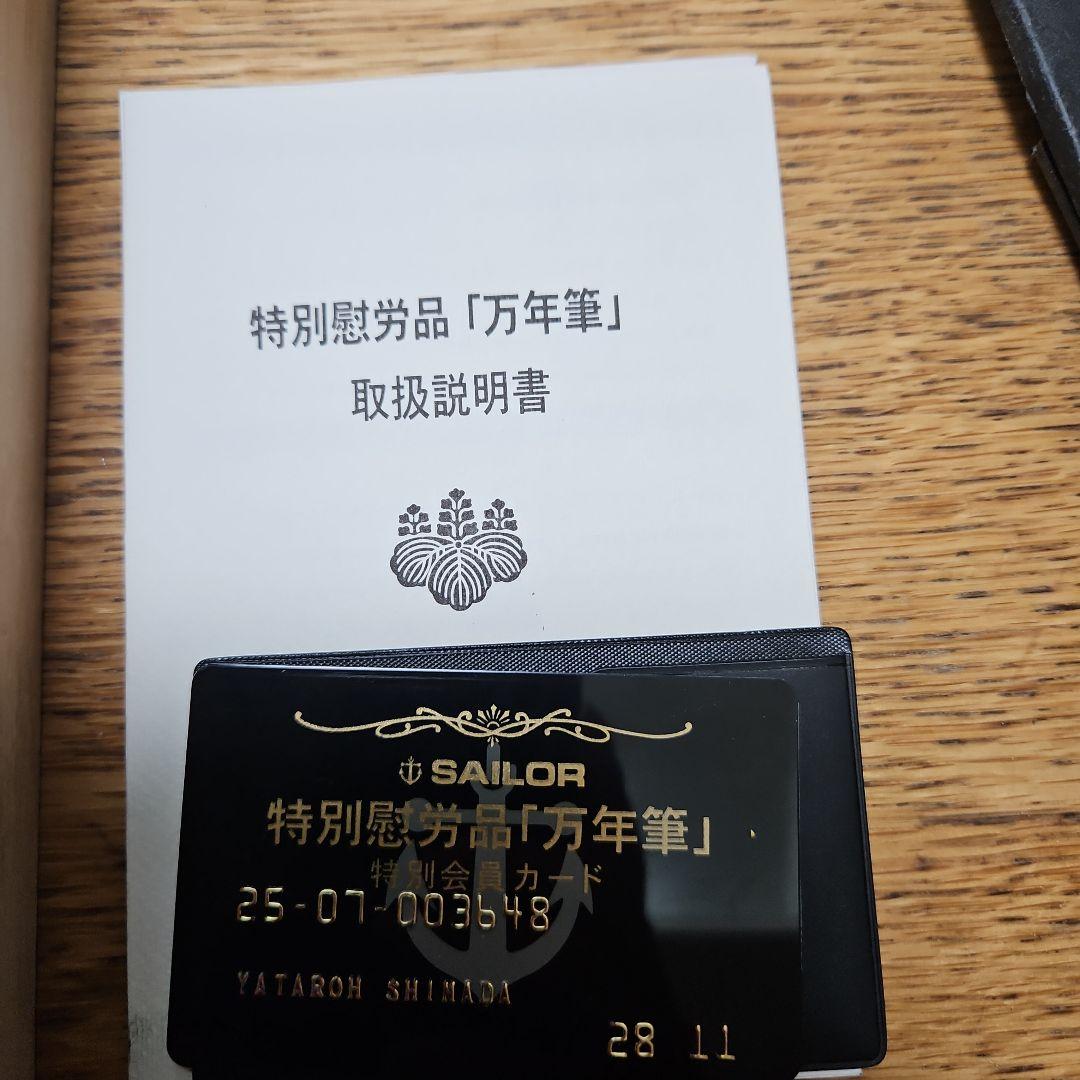 特別慰労品「万年筆」
取扱説明書
SAILOR
特別慰労品「万年筆」
特別会員カード
25-07-003648
YATAROH SHIMADA
28 11